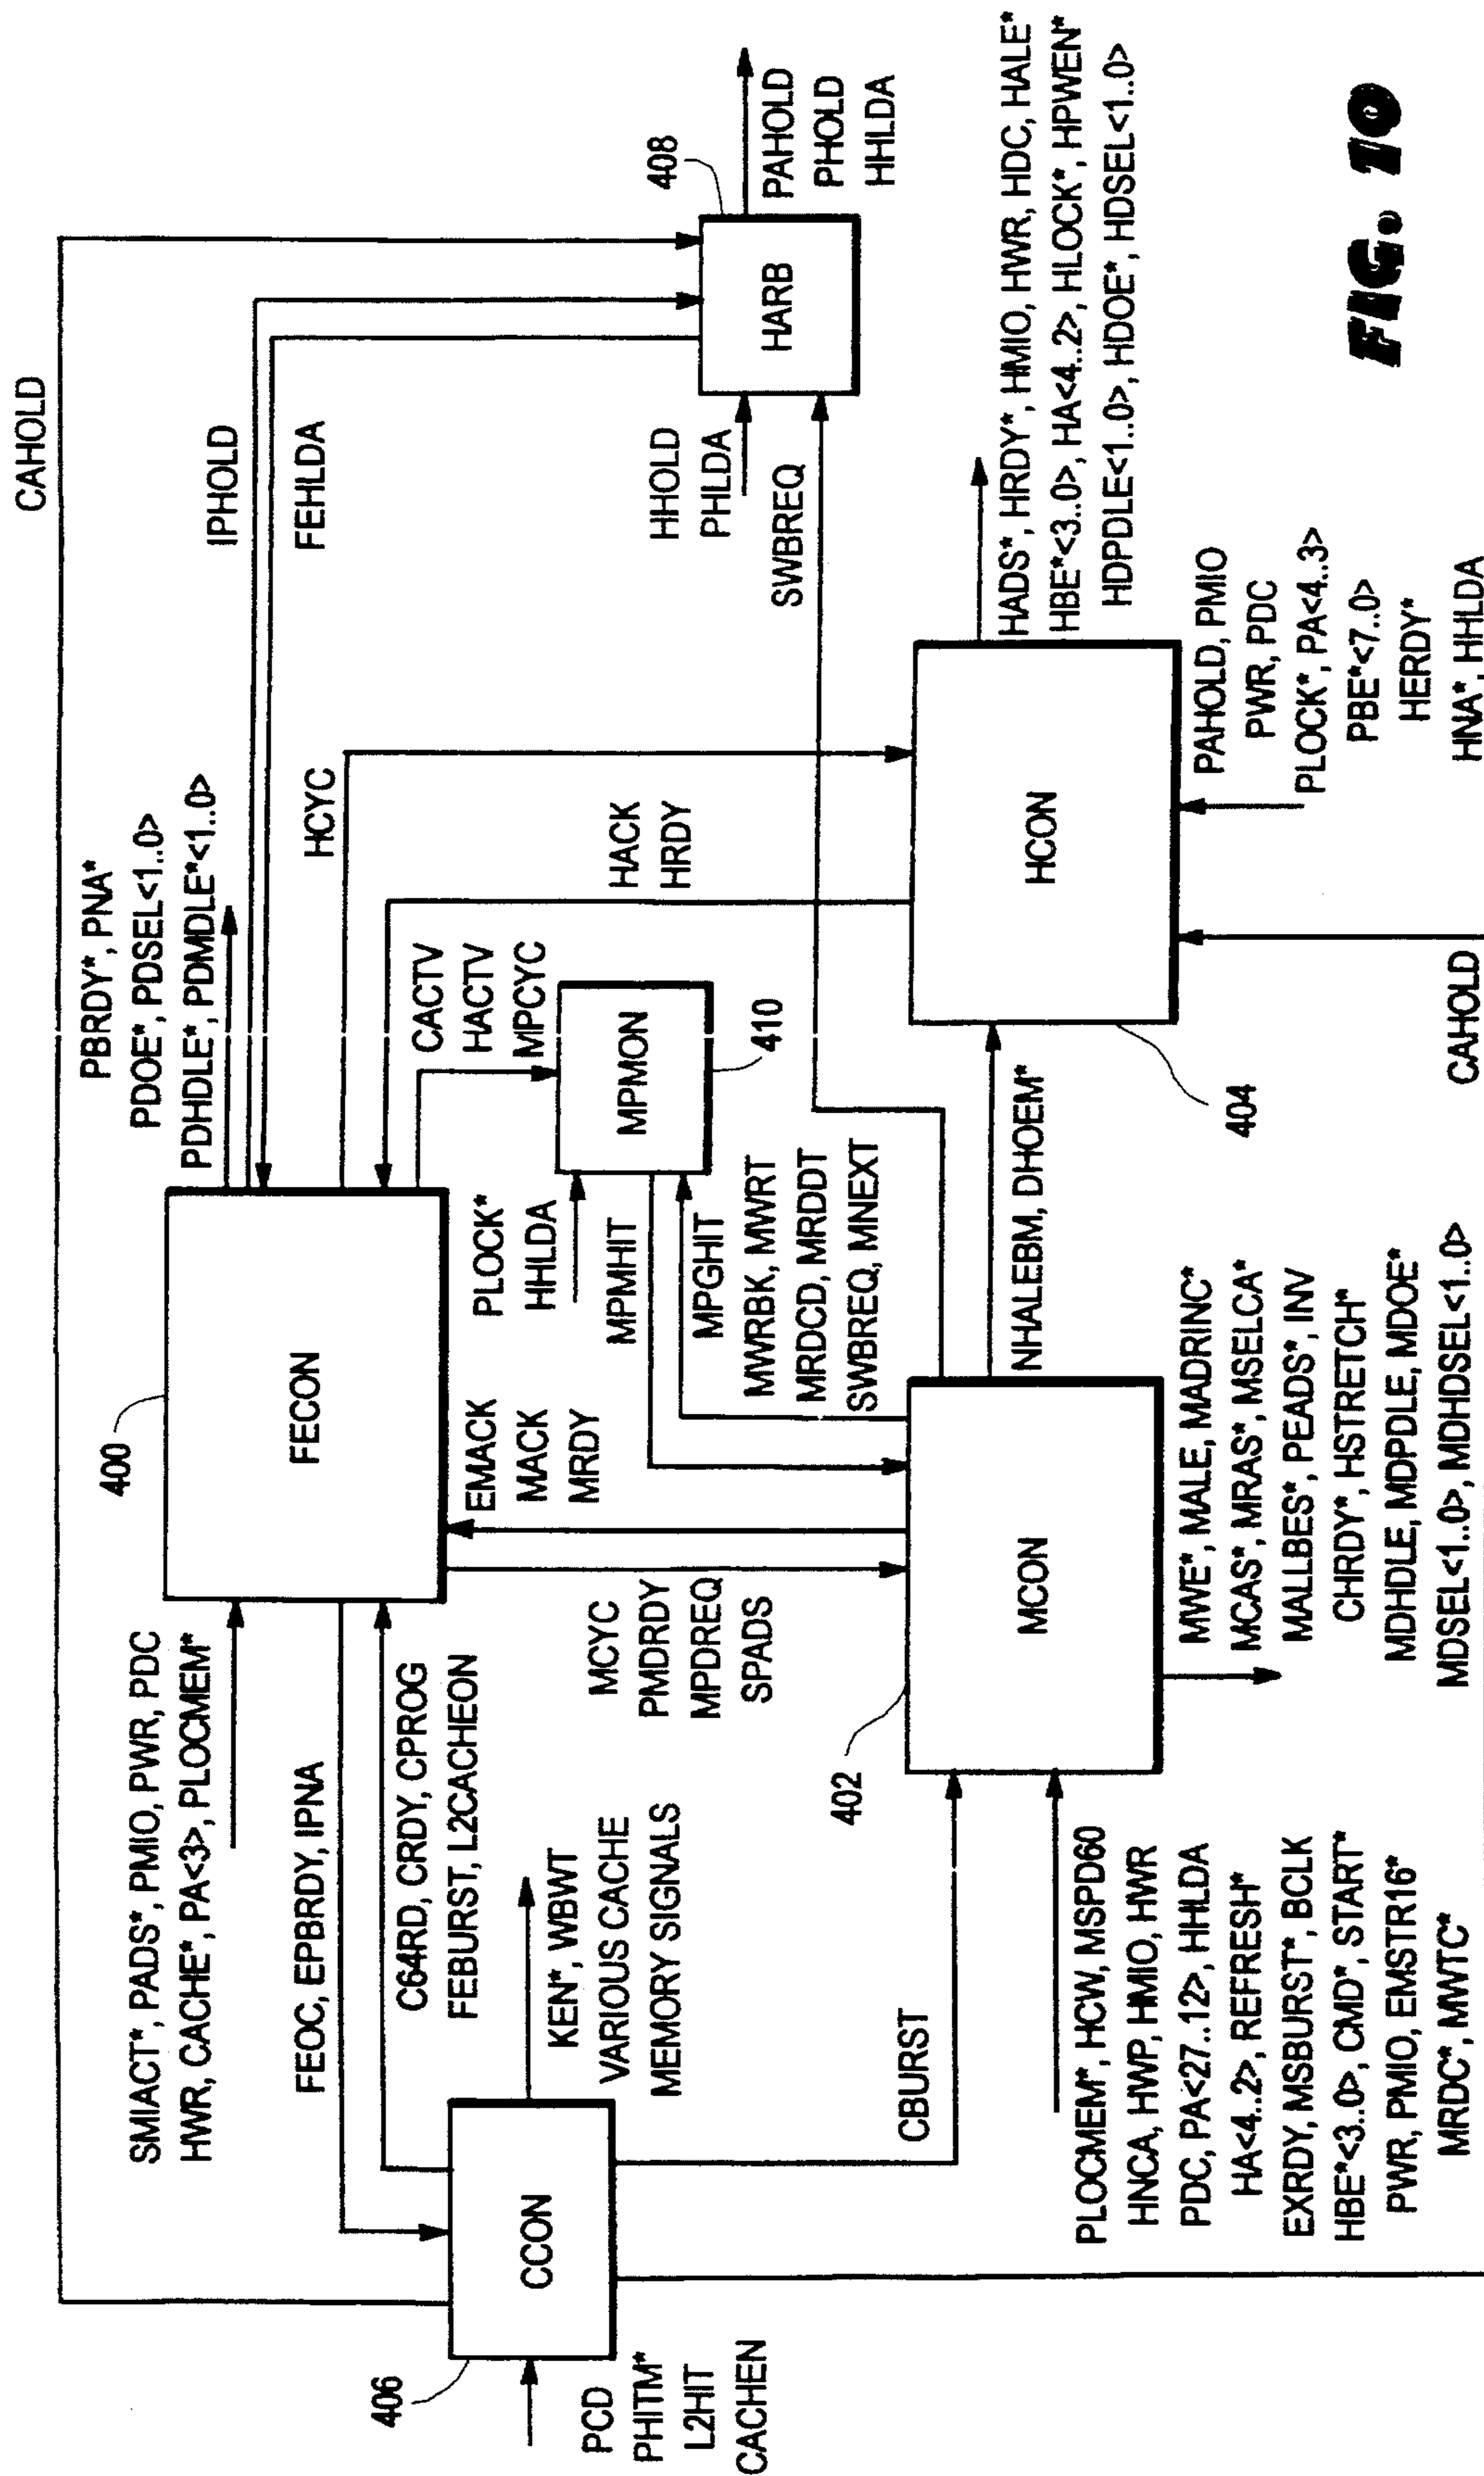 CAHOLD
IPHOLD
FEHLDA
PBRDY*, PNA*
PDOE*, PDSEL<1..0>
PDHDLE*, PDMDLE*<1..0>
HCYC
HACK
HRDY
CACTV
HACTV
MPCYC
408
PAHOLD
PHOLD
HHLDA
HARB
HHOLD
PHLDA
SWBREQ
400
FECON
SMIACT*, PADS*, PMIO, PWR, PDC
HWR, CACHE*, PA<3>, PLOCMEM*
FEOC, EPBRDY, IPNA
C64RD, CRDY, CPROG
FEBURST, L2CACHEON
406
CCON
PCD
PHITM*
L2HIT
CACHEN
KEN*, WBWT
VARIOUS CACHE
MEMORY SIGNALS
CBURST
EMACK
MACK
MRDY
MCYC
PMDRDY
MPDREQ
SPADS
PLOCK*
HHLDA
MPMON
410
MPMHIT
MPGHIT
MWRBK, MWRT
MRDCD, MRDDT
SWBREQ, MNEXT
402
MCON
PLOCMEM*, HCW, MSPD60
HNCA, HWP, HMIO, HWR
PDC, PA<27..12>, HHLDA
HA<4..2>, REFRESH*
EXRDY, MSBURST*, BCLK
HBE*<3..0>, CMD*, START*
PWR, PMIO, EMSTR16*
MRDC*, MWTC*
MWE*, MALE, MADRINC*
MCAS*, MRAS*, MSELCA*
MALLBES*, PEADS*, INV
CHRDY*, HSTRETCH*
MDHDLE, MDPDLE, MDOE*
MDSEL<1..0>, MDHDSEL<1..0>
NHALEBM, DHOEM*
404
HCON
CAHOLD
PAHOLD, PMIO
PWR, PDC
PLOCK*, PA<4..3>
PBE*<7..0>
HERDY*
HNA*, HHLDA
HADS*, HRDY*, HMIO, HWR, HDC, HALE*
HBE*<3..0>, HA<4..2>, HLOCK*, HPWEN*
HDPDLE<1..0>, HDOE*, HDSEL<1..0>
FIG. 10